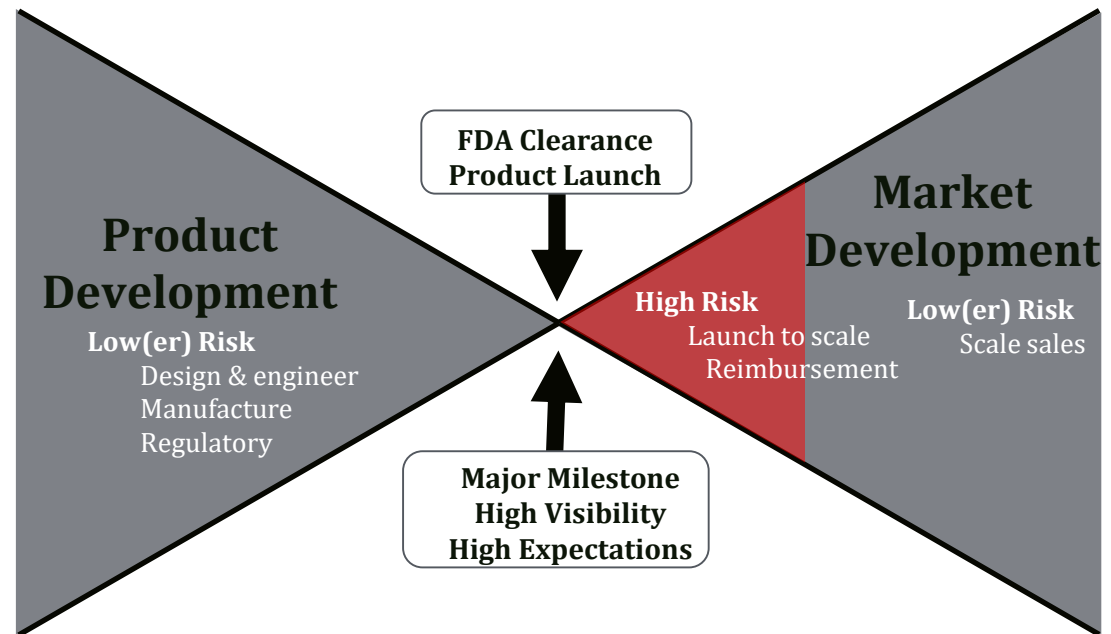 FDA Clearance
Product Launch
Product
Development
Low(er) Risk
Design & engineer
Manufacture
Regulatory
High Risk
Launch to scale
Reimbursement
Market
Development
Low(er) Risk
Scale sales
Major Milestone
High Visibility
High Expectations